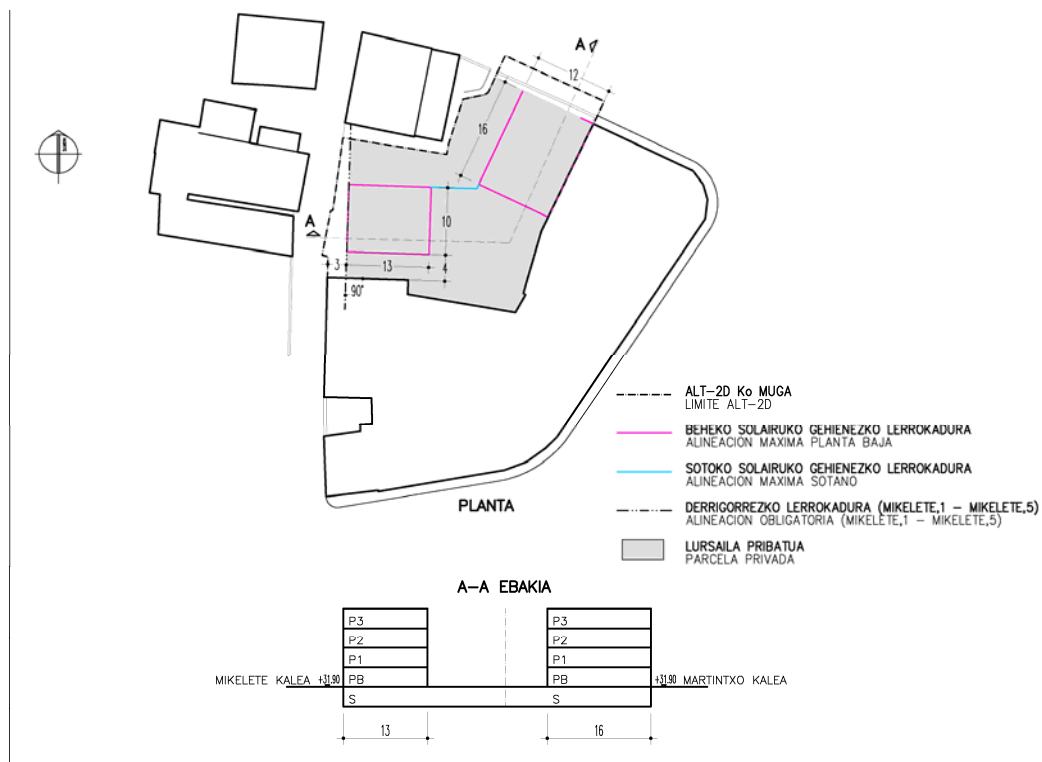 A
12
16
10
A
3
13
4
90°
ALT-2D Ko MUGA
LIMITE ALT-2D
BEHEKO SOLAIRUKO GEHIENEZKO LERROKADURA
ALINEACION MAXIMA PLANTA BAJA
SOTOKO SOLAIRUKO GEHIENEZKO LERROKADURA
ALINEACION MAXIMA SOTANO
PLANTA
DERRIGORREZKO LERROKADURA (MIKELETE,1 - MIKELETE,5)
ALINEACION OBLIGATORIA (MIKELETE,1 - MIKELETE,5)
LURSAILA PRIBATUA
PARCELA PRIVADA
A-A EBAKIA
P3 P3
P2 P2
P1 P1
MIKELETE KALEA +31.90 PB PB +31.90 MARTINTXO KALEA
S S
13 16